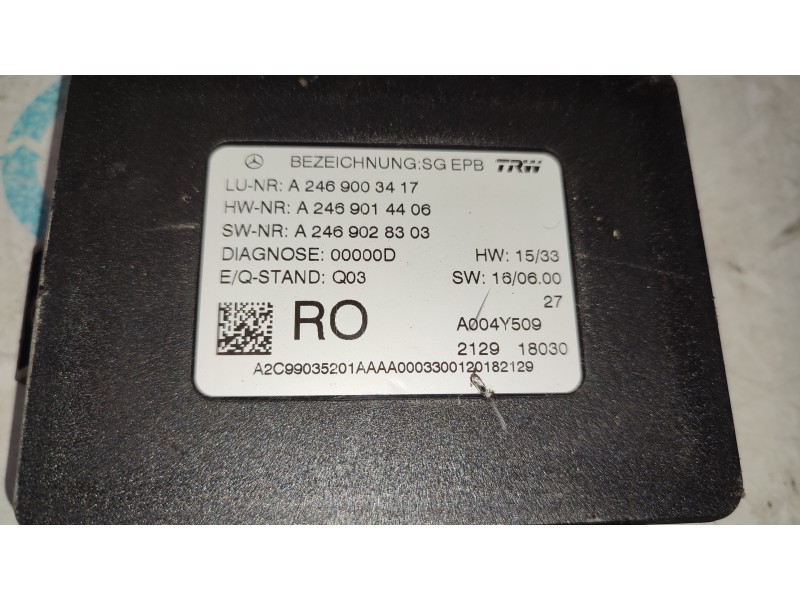 BEZEICHNUNG:SG EPB TRW
LU-NR: A 246 900 34 17
HW-NR: A 246 901 44 06
SW-NR: A 246 902 83 03
DIAGNOSE: 00000D HW: 15/33
E/Q-STAND: Q03 SW: 16/06.00
27
RO A004Y509
2129 18030
A2C99035201AAAA0003300120182129